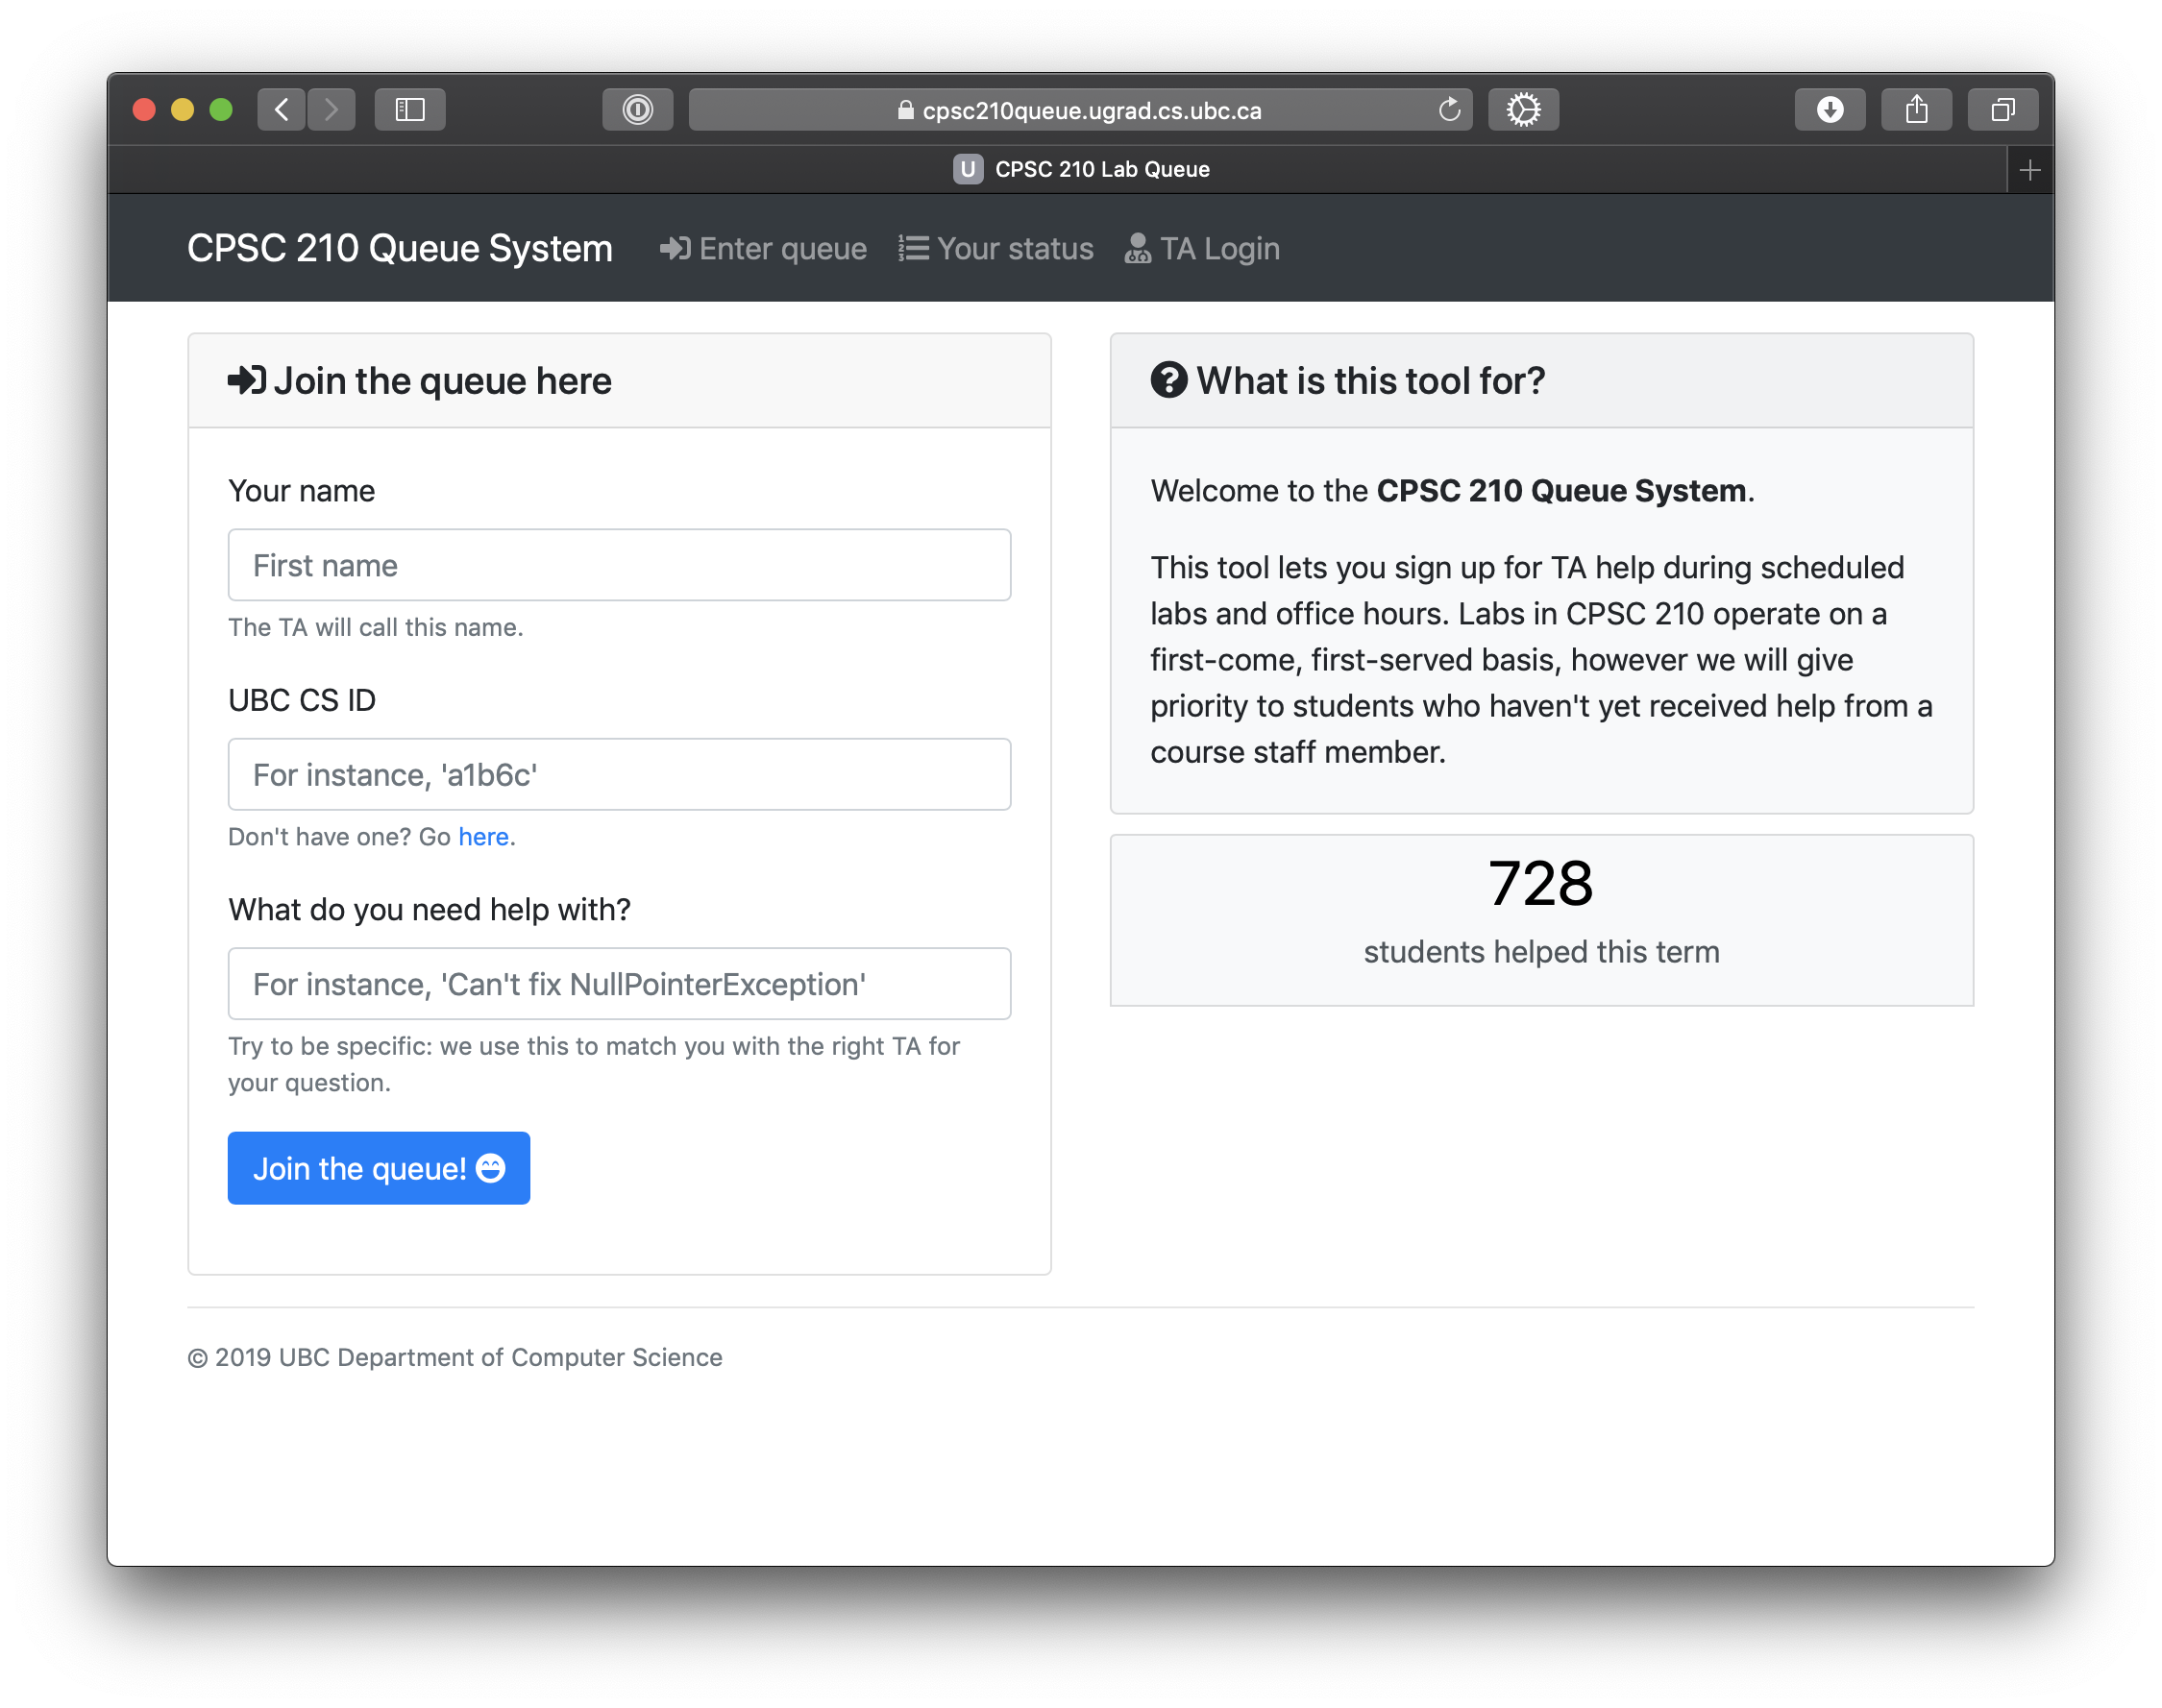 cpsc210queue.ugrad.cs.ubc.ca
U CPSC 210 Lab Queue
CPSC 210 Queue System Enter queue Your status TA Login
Join the queue here
Your name
First name
The TA will call this name.
UBC CS ID
For instance, 'a1b6c'
Don't have one? Go here.
What do you need help with?
For instance, 'Can't fix NullPointerException'
Try to be specific: we use this to match you with the right TA for
your question.
Join the queue!
What is this tool for?
Welcome to the CPSC 210 Queue System.
This tool lets you sign up for TA help during scheduled
labs and office hours. Labs in CPSC 210 operate on a
first-come, first-served basis, however we will give
priority to students who haven't yet received help from a
course staff member.
728
students helped this term
© 2019 UBC Department of Computer Science